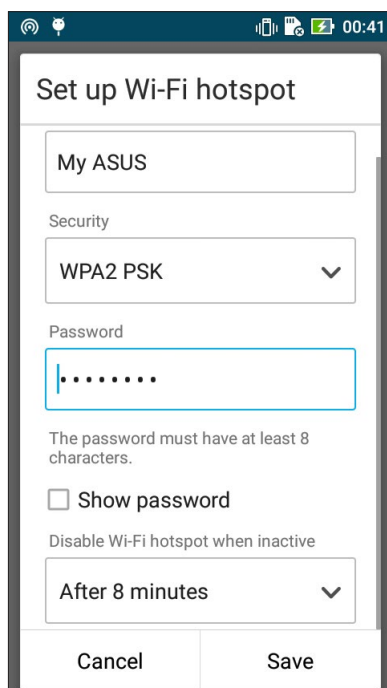 00:41
Set up Wi-Fi hotspot
My ASUS
Security
WPA2 PSK
Password
••••••••
The password must have at least 8
characters.
Show password
Disable Wi-Fi hotspot when inactive
After 8 minutes
Cancel Save